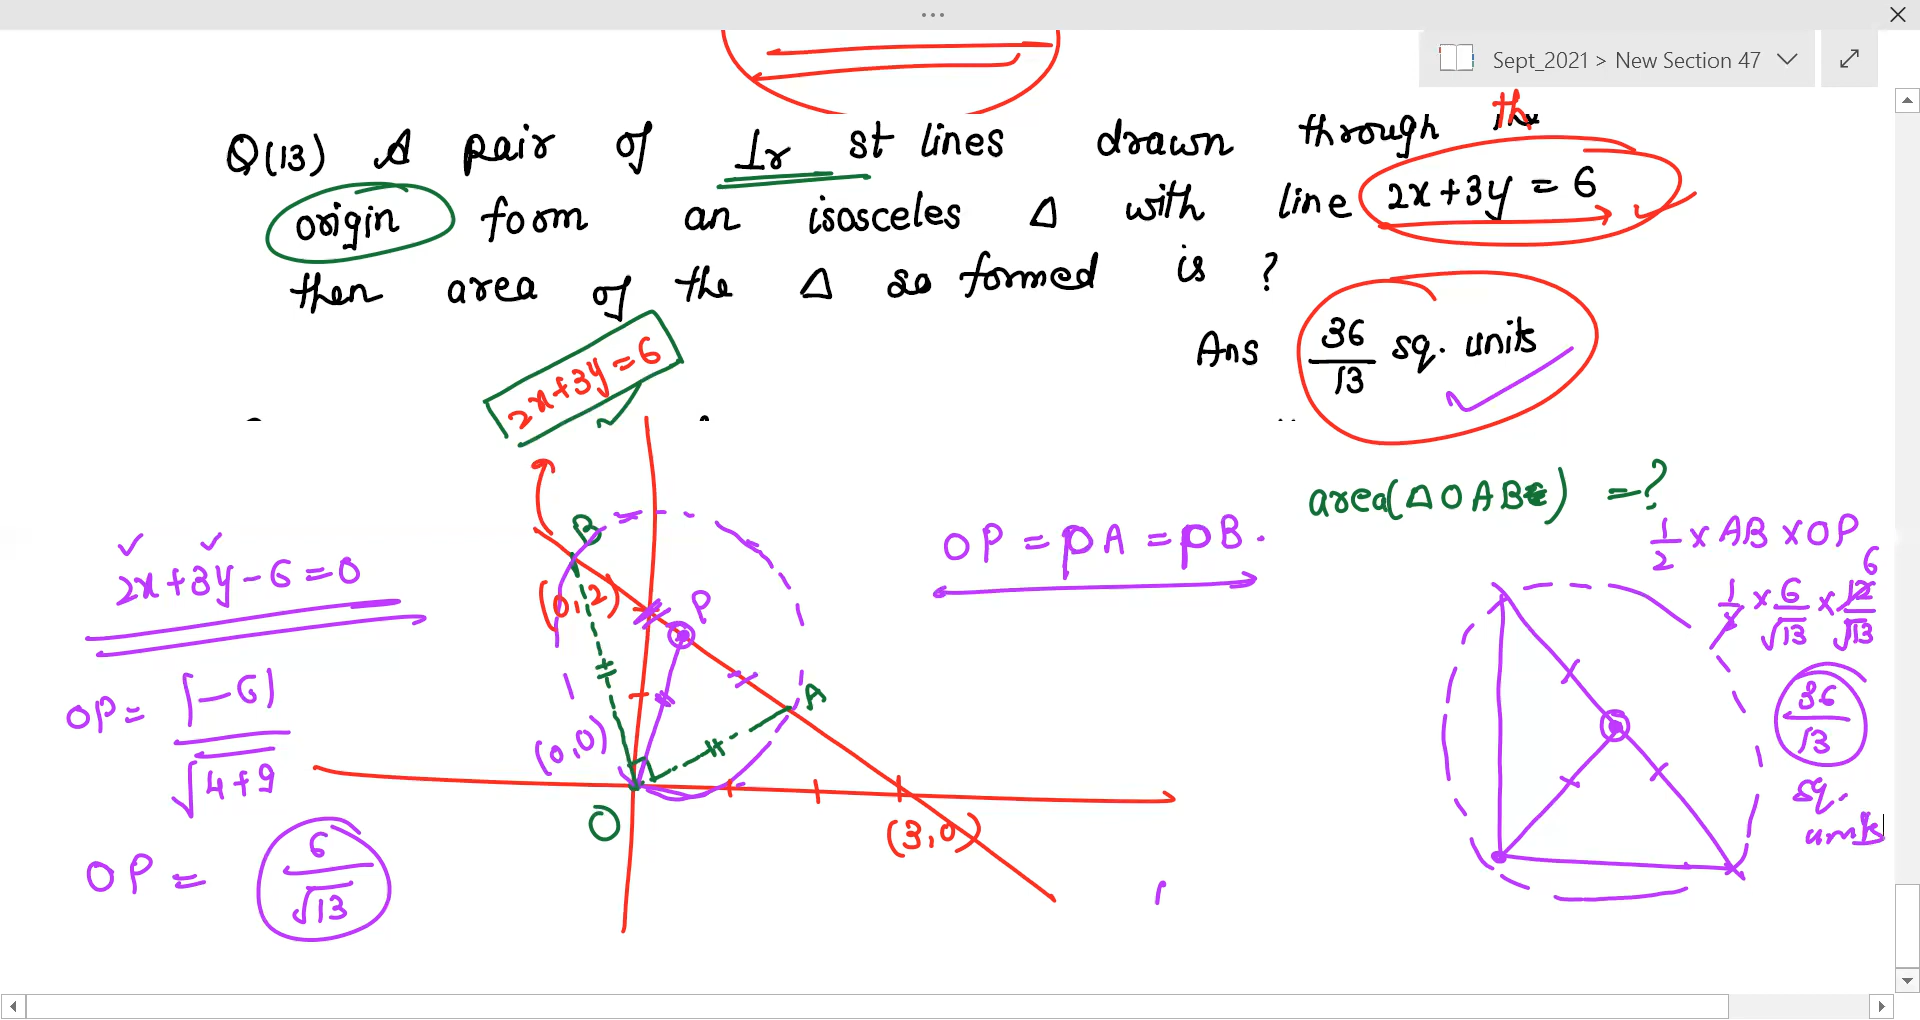 Sept_2021 > New Section 47
Q(13) A pair of ⊥r st lines drawn through the
origin form an isosceles Δ with line 2x+3y = 6
then area of the Δ so formed is ?
Ans 36/13 sq. units
2x+3y=6
area(ΔOAB) =?
1/2 × AB × OP
2x+3y-6=0
OP = PA = PB.
B
(0,2)
P
A
(0,0)
O
(3,0)
OP = |-6|/√4+9
OP = 6/√13
1/2 × 6/√13 × 12/√13
6
36/13
sq.
units